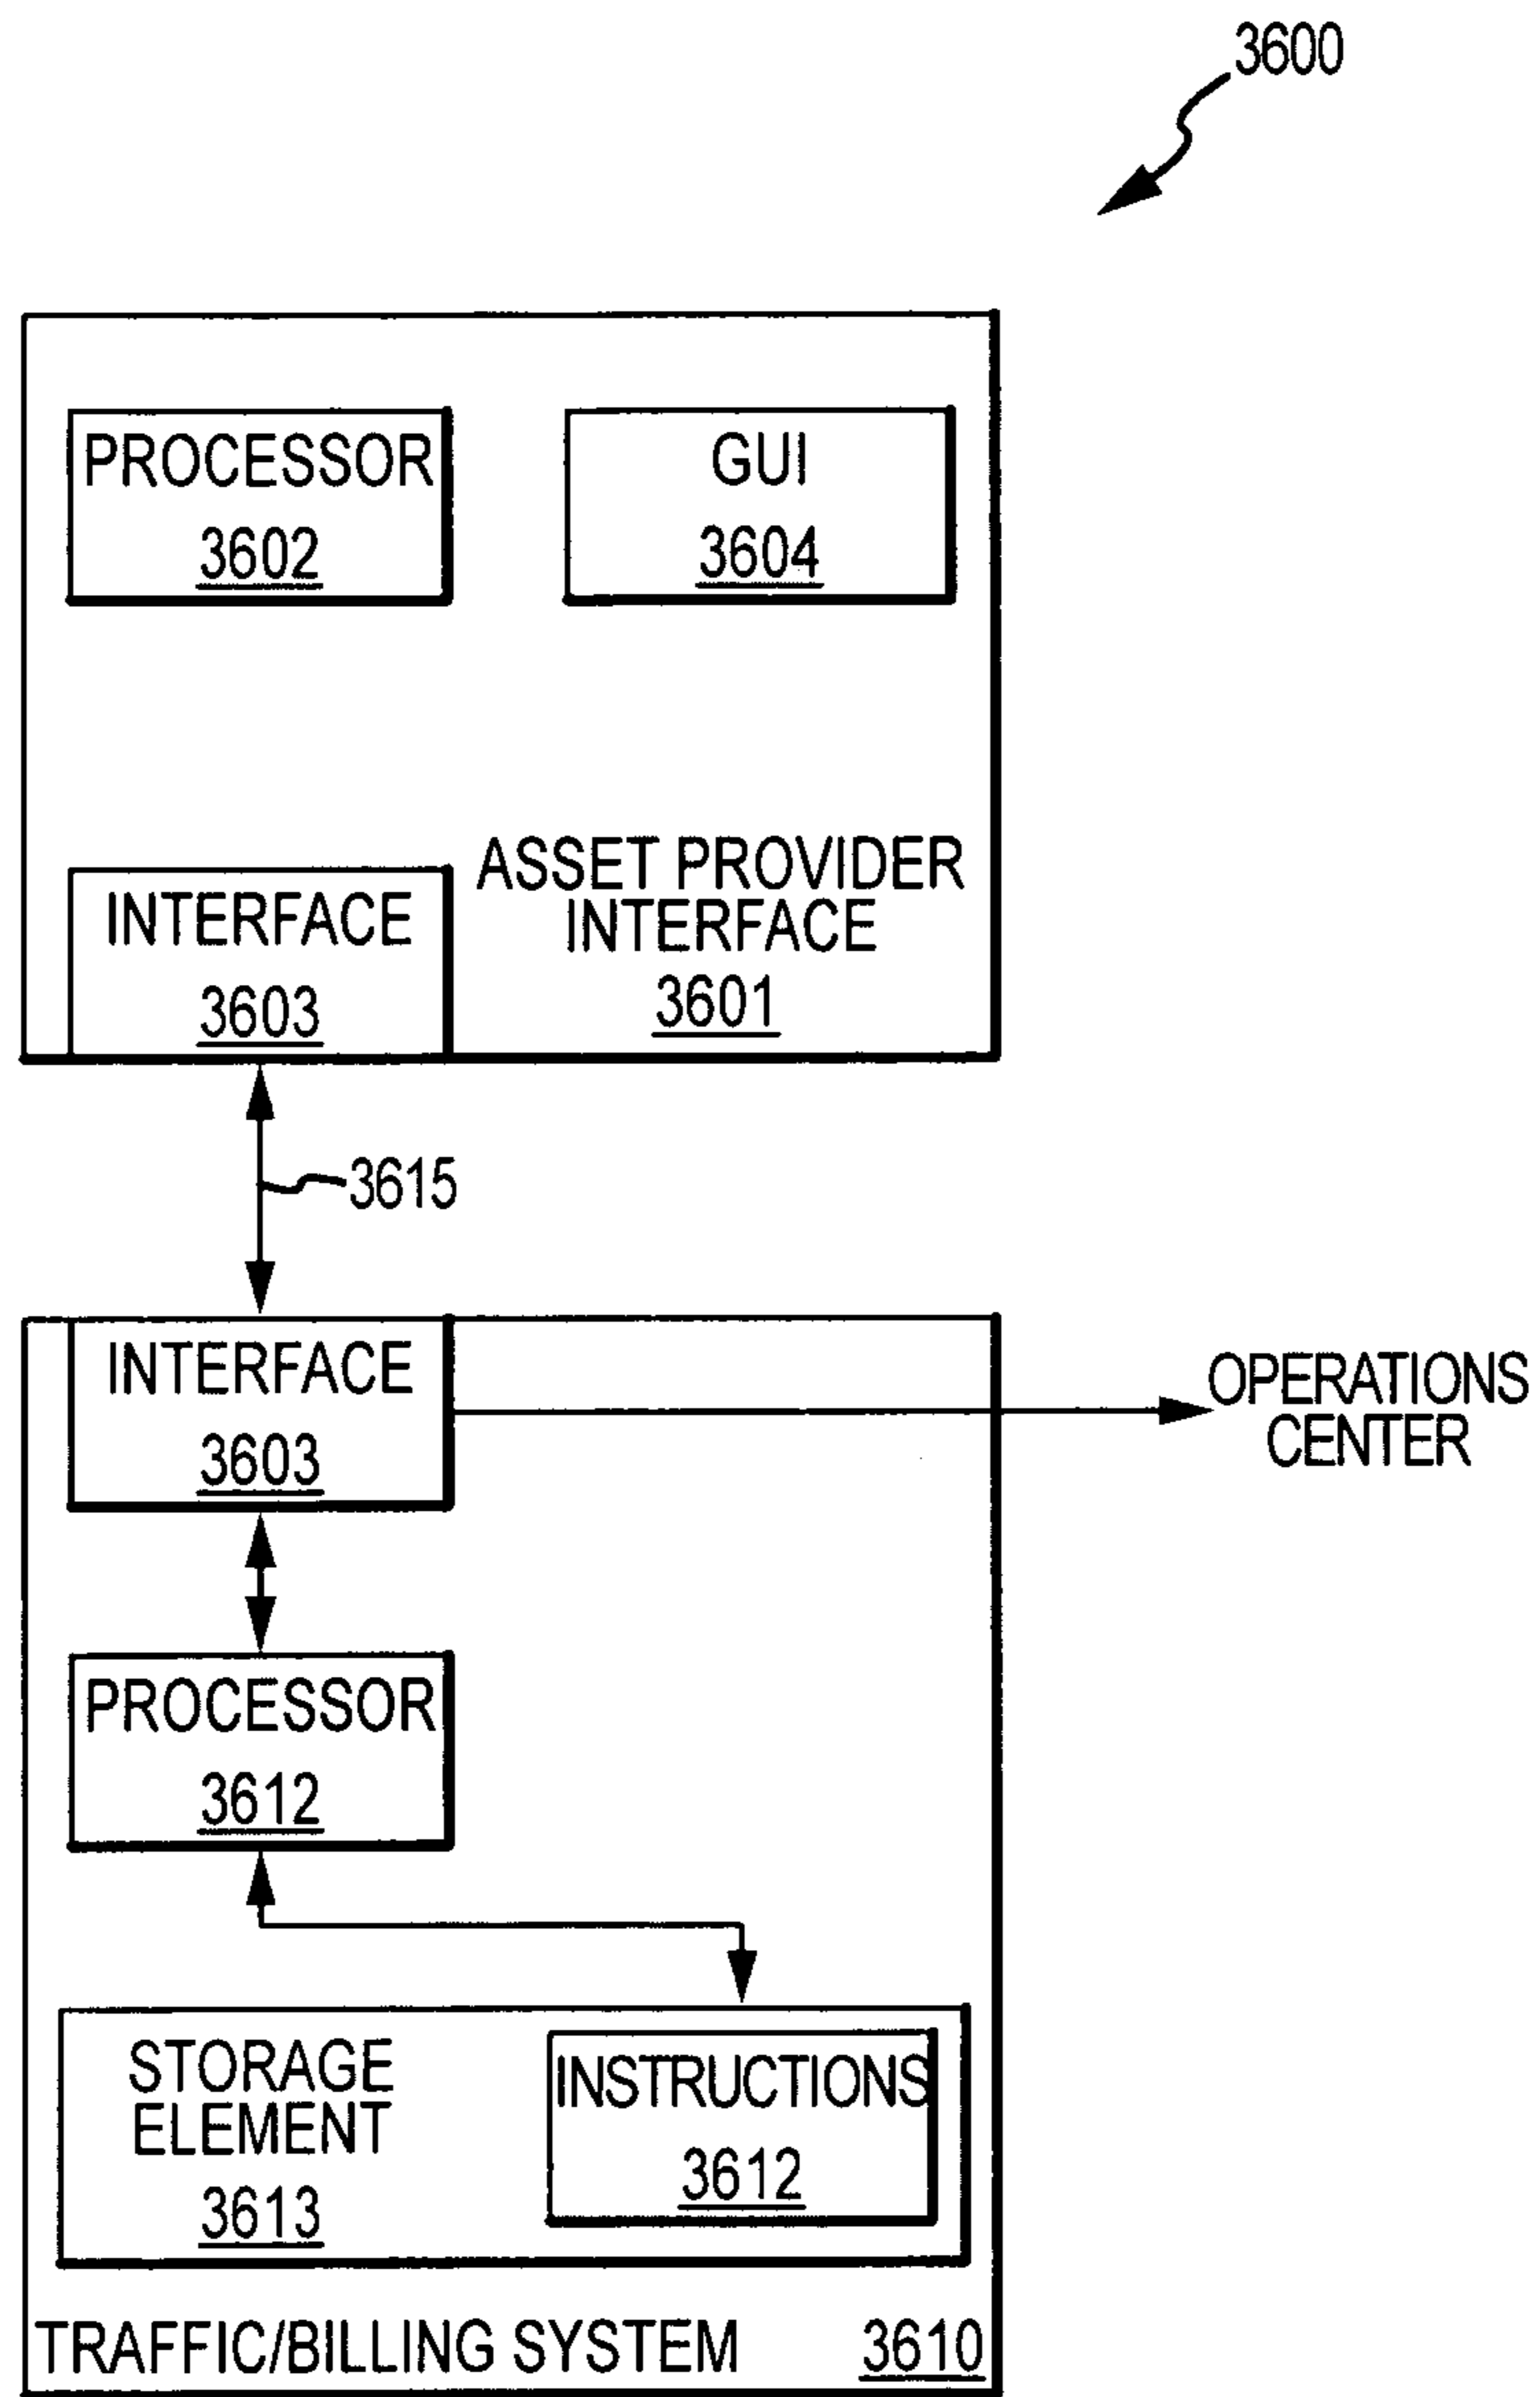 3600
PROCESSOR
3602
GUI
3604
INTERFACE
3603
ASSET PROVIDER
INTERFACE
3601
3615
INTERFACE
3603
OPERATIONS
CENTER
PROCESSOR
3612
STORAGE
ELEMENT
3613
INSTRUCTIONS
3612
TRAFFIC/BILLING SYSTEM 3610